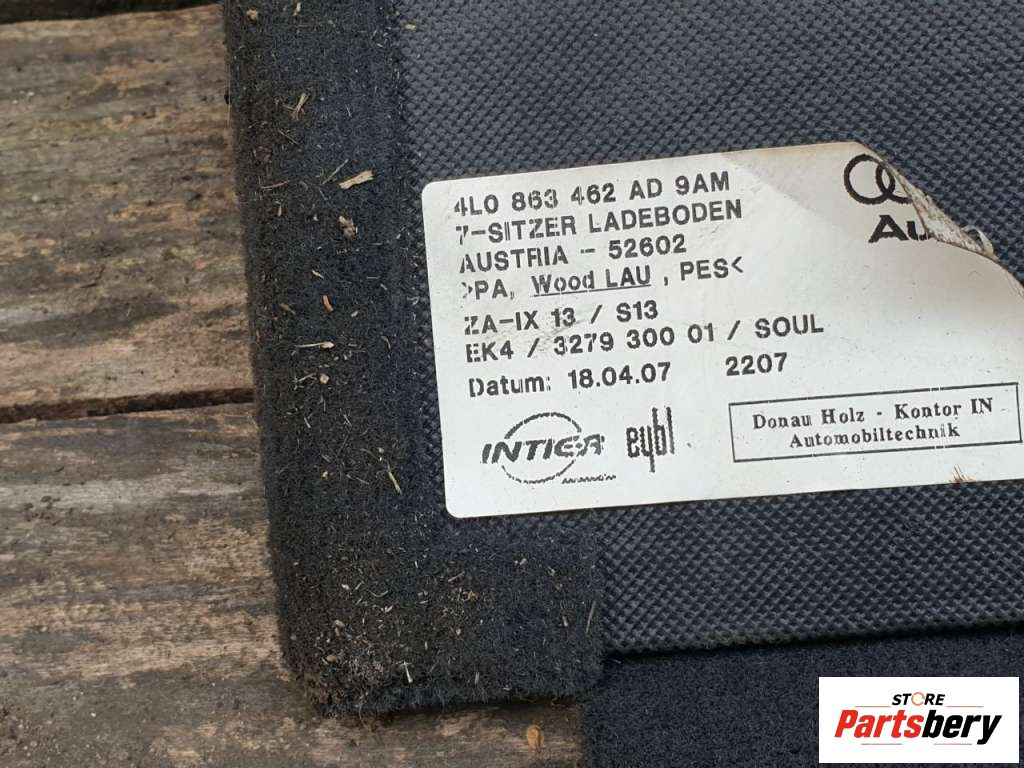 4L0 863 462 AD 9AM
7-SITZER LADEBODEN
AUSTRIA - 52602
>PA, Wood LAU , PES<
ZA-IX 13 / S13
EK4 / 3279 300 01 / SOUL
Datum: 18.04.07 2207
INTIER
eybl
Donau Holz - Kontor IN
Automobiltechnik
STORE
Partsbery